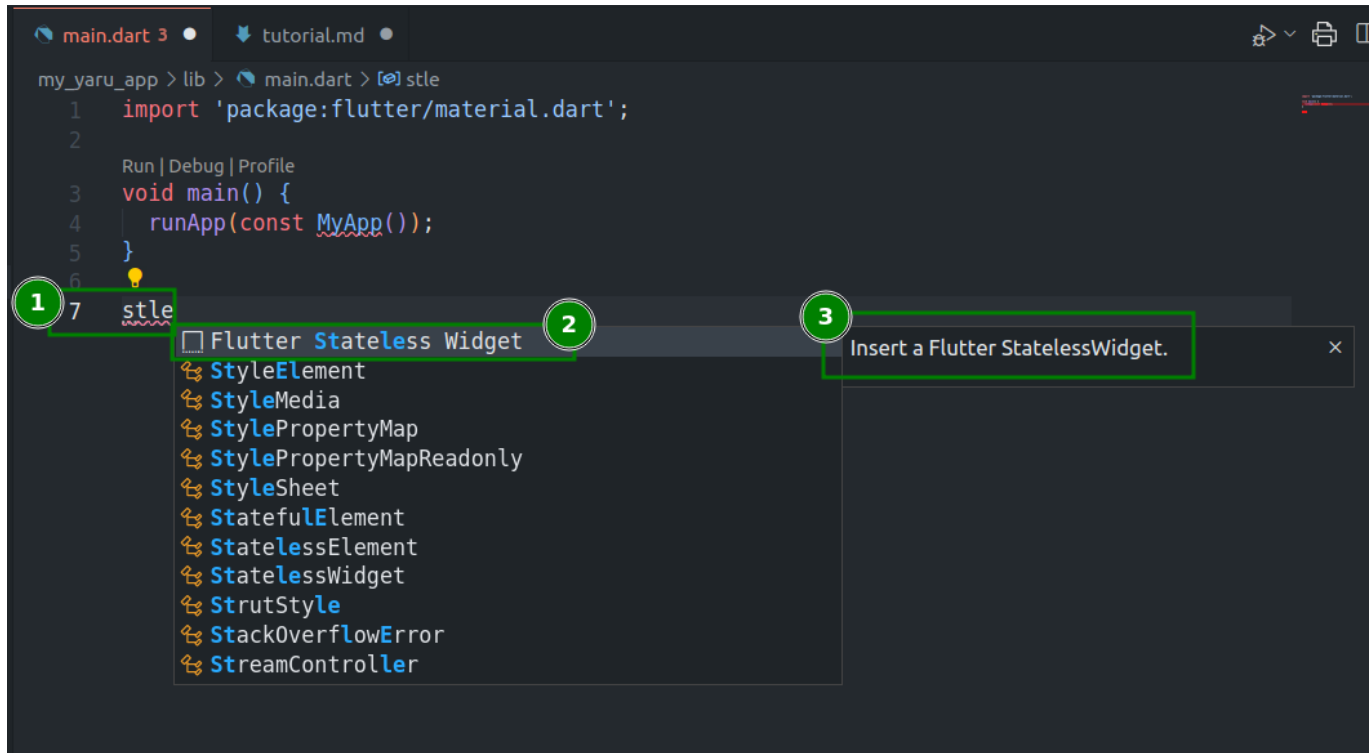 main.dart 3
tutorial.md
my_yaru_app > lib > main.dart > stle
1 import 'package:flutter/material.dart';
2
Run | Debug | Profile
3 void main() {
4 runApp(const MyApp());
5 }
6
1
7 stle
2
3
Flutter Stateless Widget
Insert a Flutter StatelessWidget.
StyleElement
StyleMedia
StylePropertyMap
StylePropertyMapReadonly
StyleSheet
StatefulElement
StatelessElement
StatelessWidget
StrutStyle
StackOverflowError
StreamController